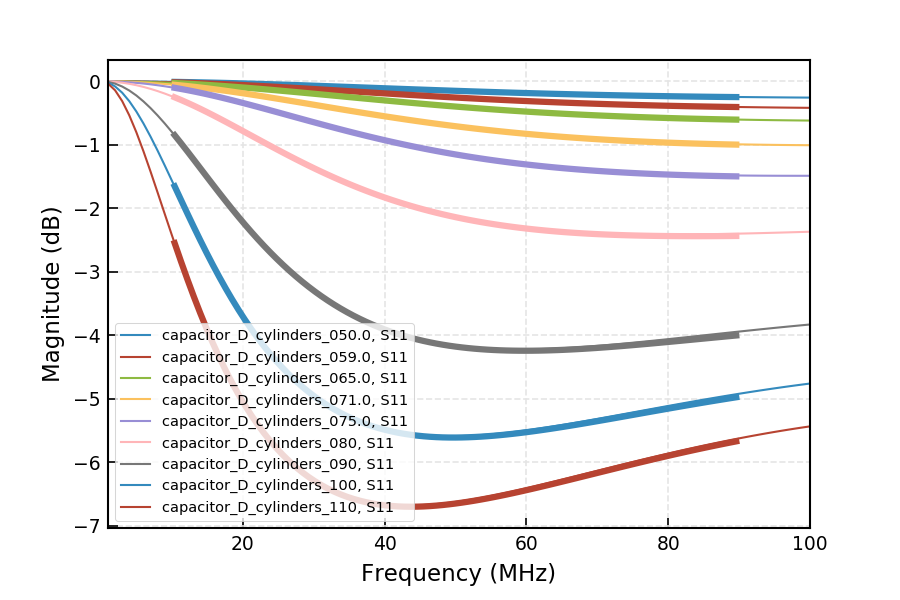 0
−1
−2
−3
−4
−5
−6
−7
Magnitude (dB)
capacitor_D_cylinders_050.0, S11
capacitor_D_cylinders_059.0, S11
capacitor_D_cylinders_065.0, S11
capacitor_D_cylinders_071.0, S11
capacitor_D_cylinders_075.0, S11
capacitor_D_cylinders_080, S11
capacitor_D_cylinders_090, S11
capacitor_D_cylinders_100, S11
capacitor_D_cylinders_110, S11
20 40 60 80 100
Frequency (MHz)